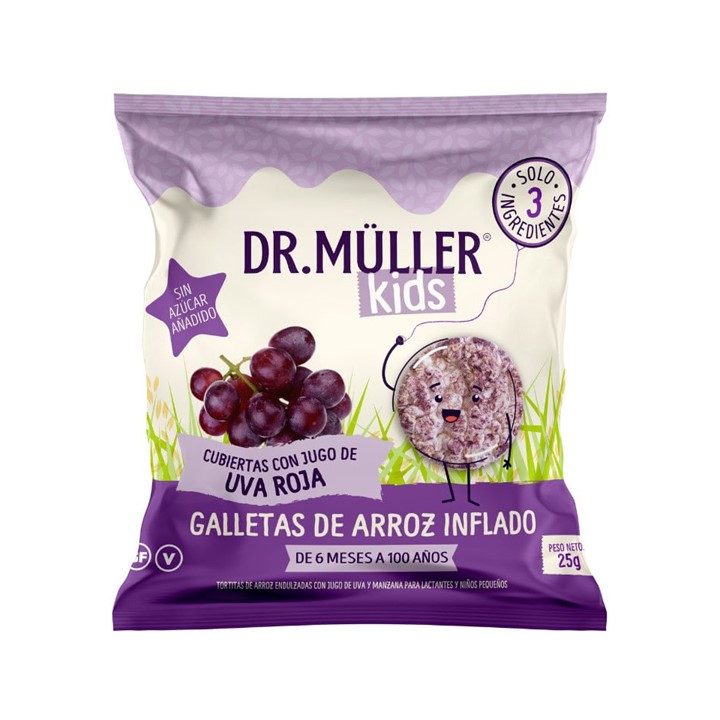 SOLO
3
INGREDIENTES
DR.MÜLLER®
kids
SIN
AZÚCAR
AÑADIDO
CUBIERTAS CON JUGO DE
UVA ROJA
GALLETAS DE ARROZ INFLADO
DE 6 MESES A 100 AÑOS
PESO NETO.
25g
V
TORTITAS DE ARROZ ENDULZADAS CON JUGO DE UVA Y MANZANA PARA LACTANTES Y NIÑOS PEQUEÑOS